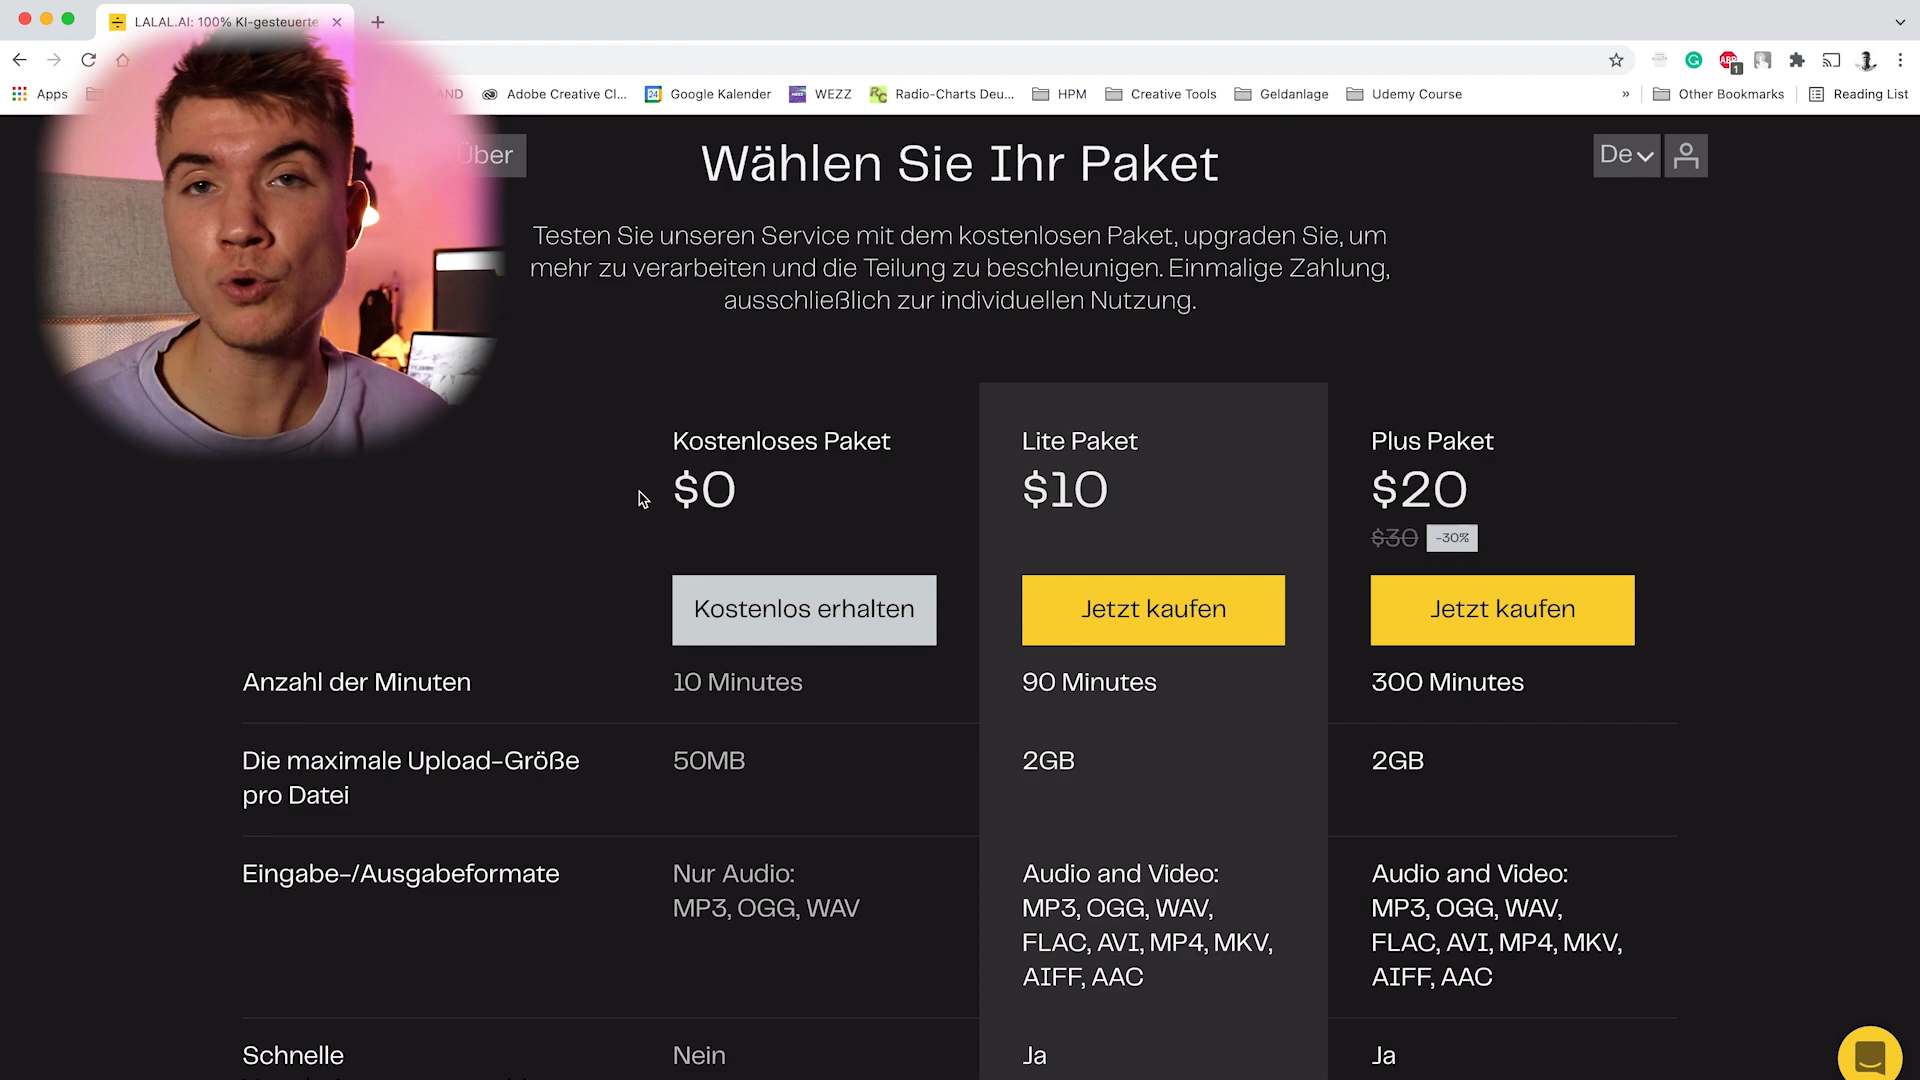 LALAL.AI: 100% KI-gesteuerte
Apps
AND
Adobe Creative Cl...
24
Google Kalender
WEZZ
Radio-Charts Deu...
HPM
Creative Tools
Geldanlage
Udemy Course
»
Other Bookmarks
Reading List
ABP
1
Über
Wählen Sie Ihr Paket
De
Testen Sie unseren Service mit dem kostenlosen Paket, upgraden Sie, um
mehr zu verarbeiten und die Teilung zu beschleunigen. Einmalige Zahlung,
ausschließlich zur individuellen Nutzung.
Kostenloses Paket
Lite Paket
Plus Paket
$0
$10
$20
$30
-30%
Kostenlos erhalten
Jetzt kaufen
Jetzt kaufen
Anzahl der Minuten
10 Minutes
90 Minutes
300 Minutes
Die maximale Upload-Größe
pro Datei
50MB
2GB
2GB
Eingabe-/Ausgabeformate
Nur Audio:
MP3, OGG, WAV
Audio and Video:
MP3, OGG, WAV,
FLAC, AVI, MP4, MKV,
AIFF, AAC
Audio and Video:
MP3, OGG, WAV,
FLAC, AVI, MP4, MKV,
AIFF, AAC
Schnelle
Nein
Ja
Ja